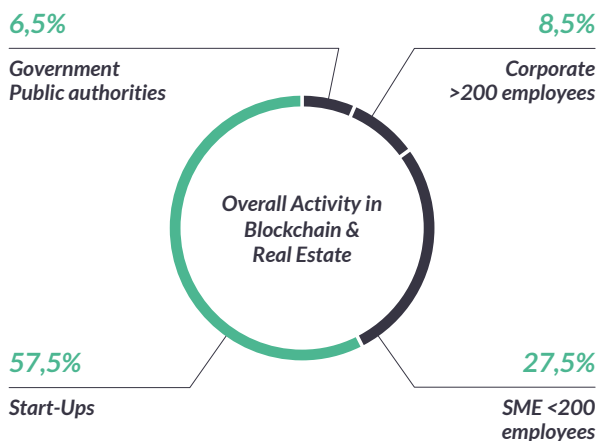 6,5%
Government
Public authorities
8,5%
Corporate
>200 employees
Overall Activity in
Blockchain &
Real Estate
57,5%
Start-Ups
27,5%
SME <200
employees